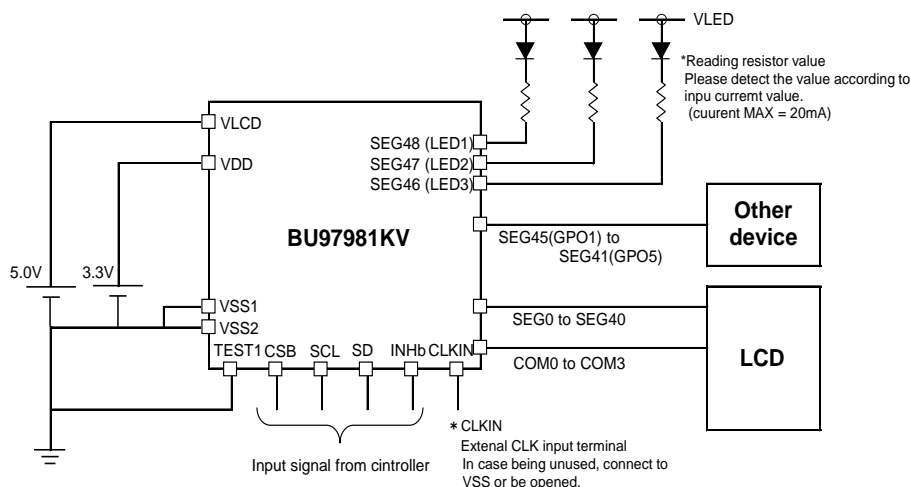 VLED
*Reading resistor value
Please detect the value according to
inpu curremt value.
(cuurent MAX = 20mA)
VLCD
VDD
SEG48 (LED1)
SEG47 (LED2)
SEG46 (LED3)
BU97981KV
SEG45(GPO1) to
SEG41(GPO5)
Other
device
5.0V
3.3V
VSS1
VSS2
SEG0 to SEG40
COM0 to COM3
LCD
TEST1 CSB SCL SD INHb CLKIN
* CLKIN
Extenal CLK input terminal
In case being unused, connect to
VSS or be opened.
Input signal from cintroller